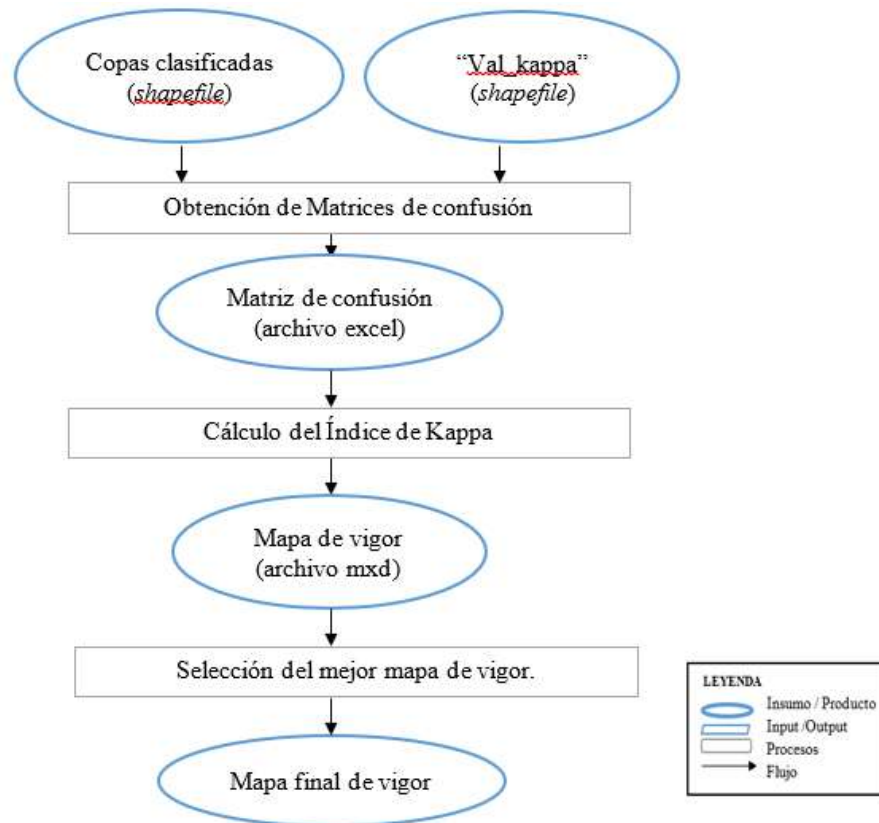 Copas clasificadas
(shapefile)
“Val_kappa”
(shapefile)
Obtención de Matrices de confusión
Matriz de confusión
(archivo excel)
Cálculo del Índice de Kappa
Mapa de vigor
(archivo mxd)
Selección del mejor mapa de vigor.
Mapa final de vigor
LEYENDA
Insumo / Producto
Input /Output
Procesos
Flujo